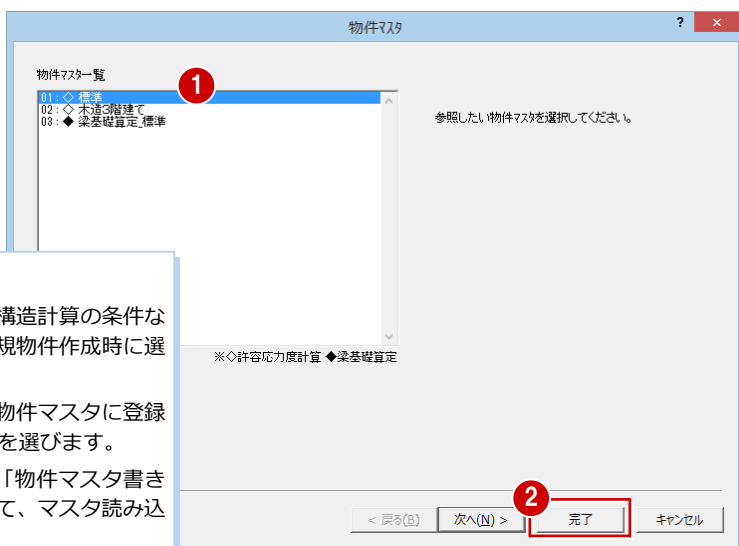 物件マスタ
? ×
物件マスタ一覧
1
01:◇ 標準
02:◇ 木造3階建て
03:◆ 梁基礎算定_標準
参照したい物件マスタを選択してください。
構造計算の条件な
規物件作成時に選
物件マスタに登録
を選びます。
「物件マスタ書き
て、マスタ読み込
※◇許容応力度計算 ◆梁基礎算定
2
< 戻る(B)
次へ(N) >
完了
キャンセル